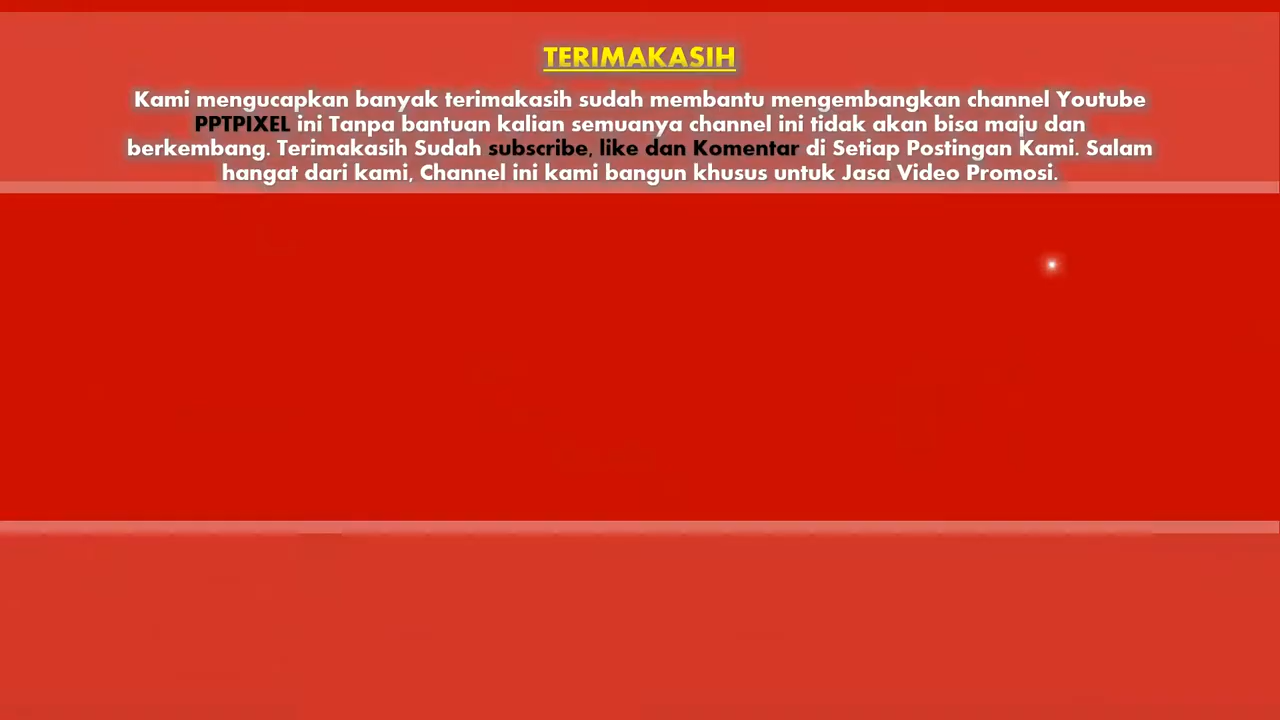 TERIMAKASIH
Kami mengucapkan banyak terimakasih sudah membantu mengembangkan channel Youtube
PPTPIXEL ini Tanpa bantuan kalian semuanya channel ini tidak akan bisa maju dan
berkembang. Terimakasih Sudah subscribe, like dan Komentar di Setiap Postingan Kami. Salam
hangat dari kami, Channel ini kami bangun khusus untuk Jasa Video Promosi.